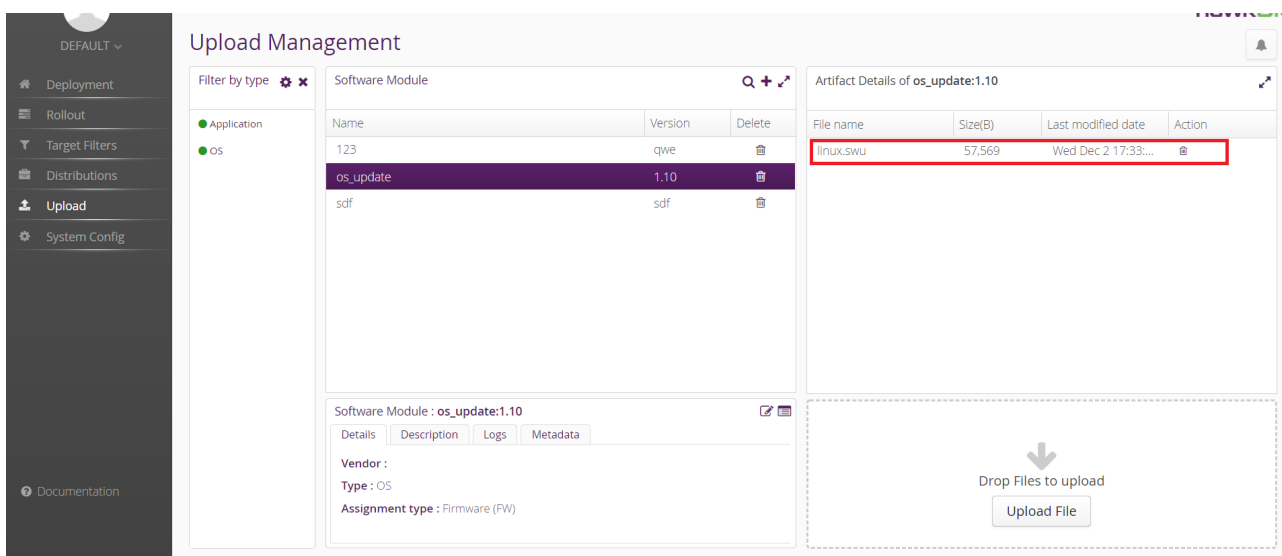 DEFAULT
Upload Management
Deployment
Rollout
Target Filters
Distributions
Upload
System Config
Documentation
Filter by type
Application
OS
Software Module
Name Version Delete
123 qwe
os_update 1.10
sdf sdf
Software Module : os_update:1.10
Details Description Logs Metadata
Vendor :
Type : OS
Assignment type : Firmware (FW)
Artifact Details of os_update:1.10
File name Size(B) Last modified date Action
linux.swu 57,569 Wed Dec 2 17:33:...
Drop Files to upload
Upload File